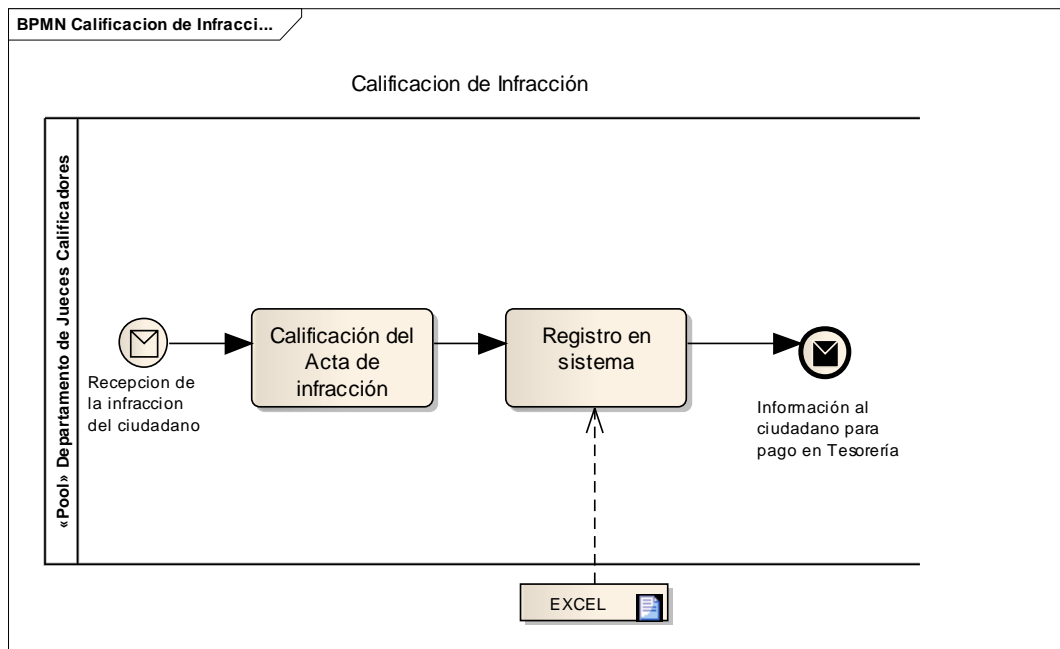 BPMN Calificacion de Infracci...
Calificacion de Infracción
«Pool» Departamento de Jueces Calificadores
Recepcion de
la infraccion
del ciudadano
Calificación del
Acta de
infracción
Registro en
sistema
Información al
ciudadano para
pago en Tesorería
EXCEL